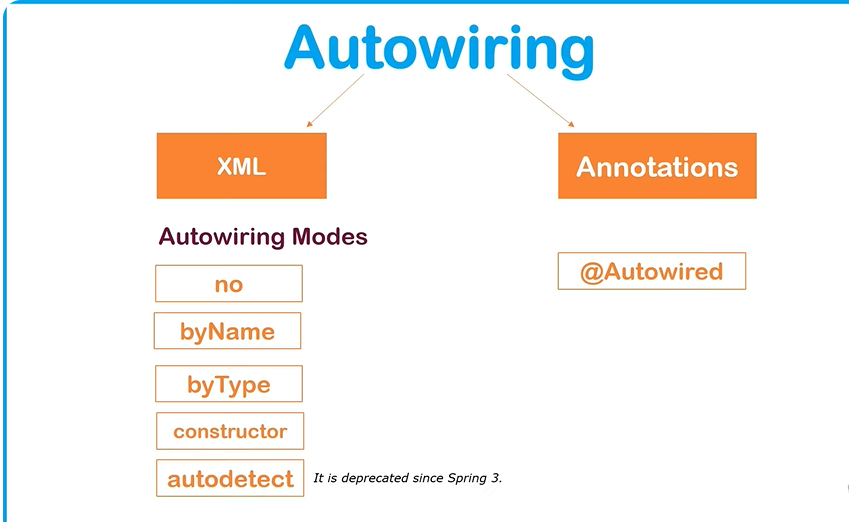 Autowiring
XML
Annotations
Autowiring Modes
no
@Autowired
byName
byType
constructor
autodetect
It is deprecated since Spring 3.